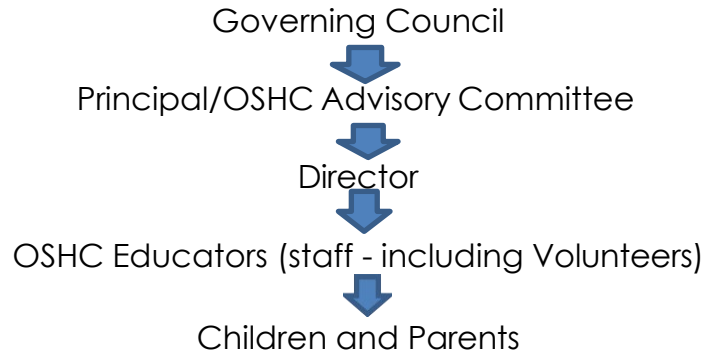 Governing Council
Principal/OSHC Advisory Committee
Director
OSHC Educators (staff - including Volunteers)
Children and Parents